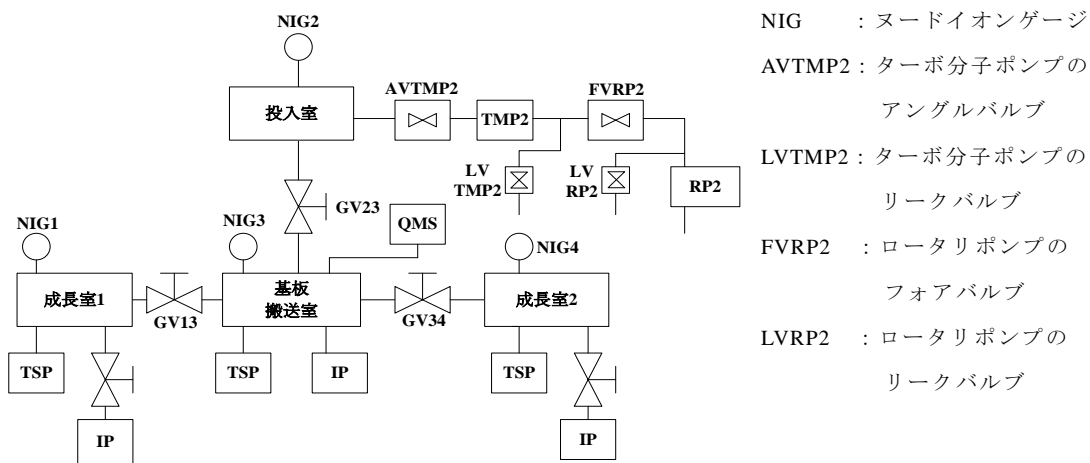 NIG2
AVTMP2
FVRP2
投入室
TMP2
LV
TMP2
LV
RP2
RP2
GV23
NIG1
NIG3
QMS
NIG4
成長室1
基板
搬送室
成長室2
GV13
GV34
TSP
TSP
IP
TSP
IP
IP
NIG : ヌードイオンゲージ
AVTMP2 : ターボ分子ポンプの
アングルバルブ
LVTMP2 : ターボ分子ポンプの
リークバルブ
FVRP2 : ロータリポンプの
フォアバルブ
LVRP2 : ロータリポンプの
リークバルブ